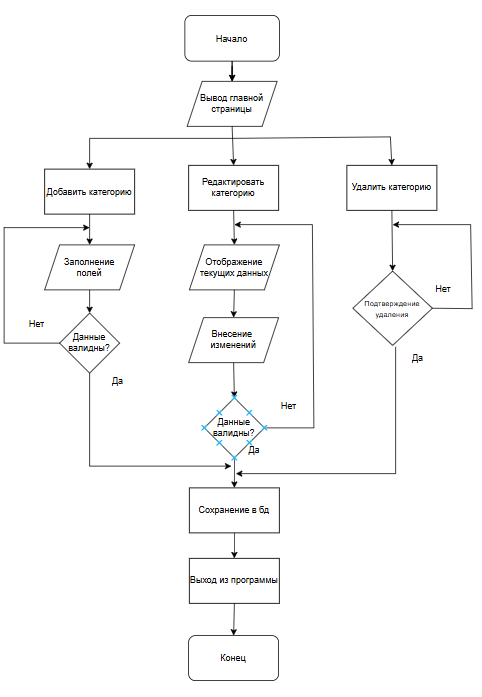 Начало
Вывод главной
страницы
Добавить категорию
Редактировать
категорию
Удалить категорию
Заполнение
полей
Отображение
текущих данных
Нет
Подтверждение
удаления
Нет
Данные
валидны?
Внесение
изменений
Да
Да
Нет
Данные
валидны?
Да
Сохранение в бд
Выход из программы
Конец